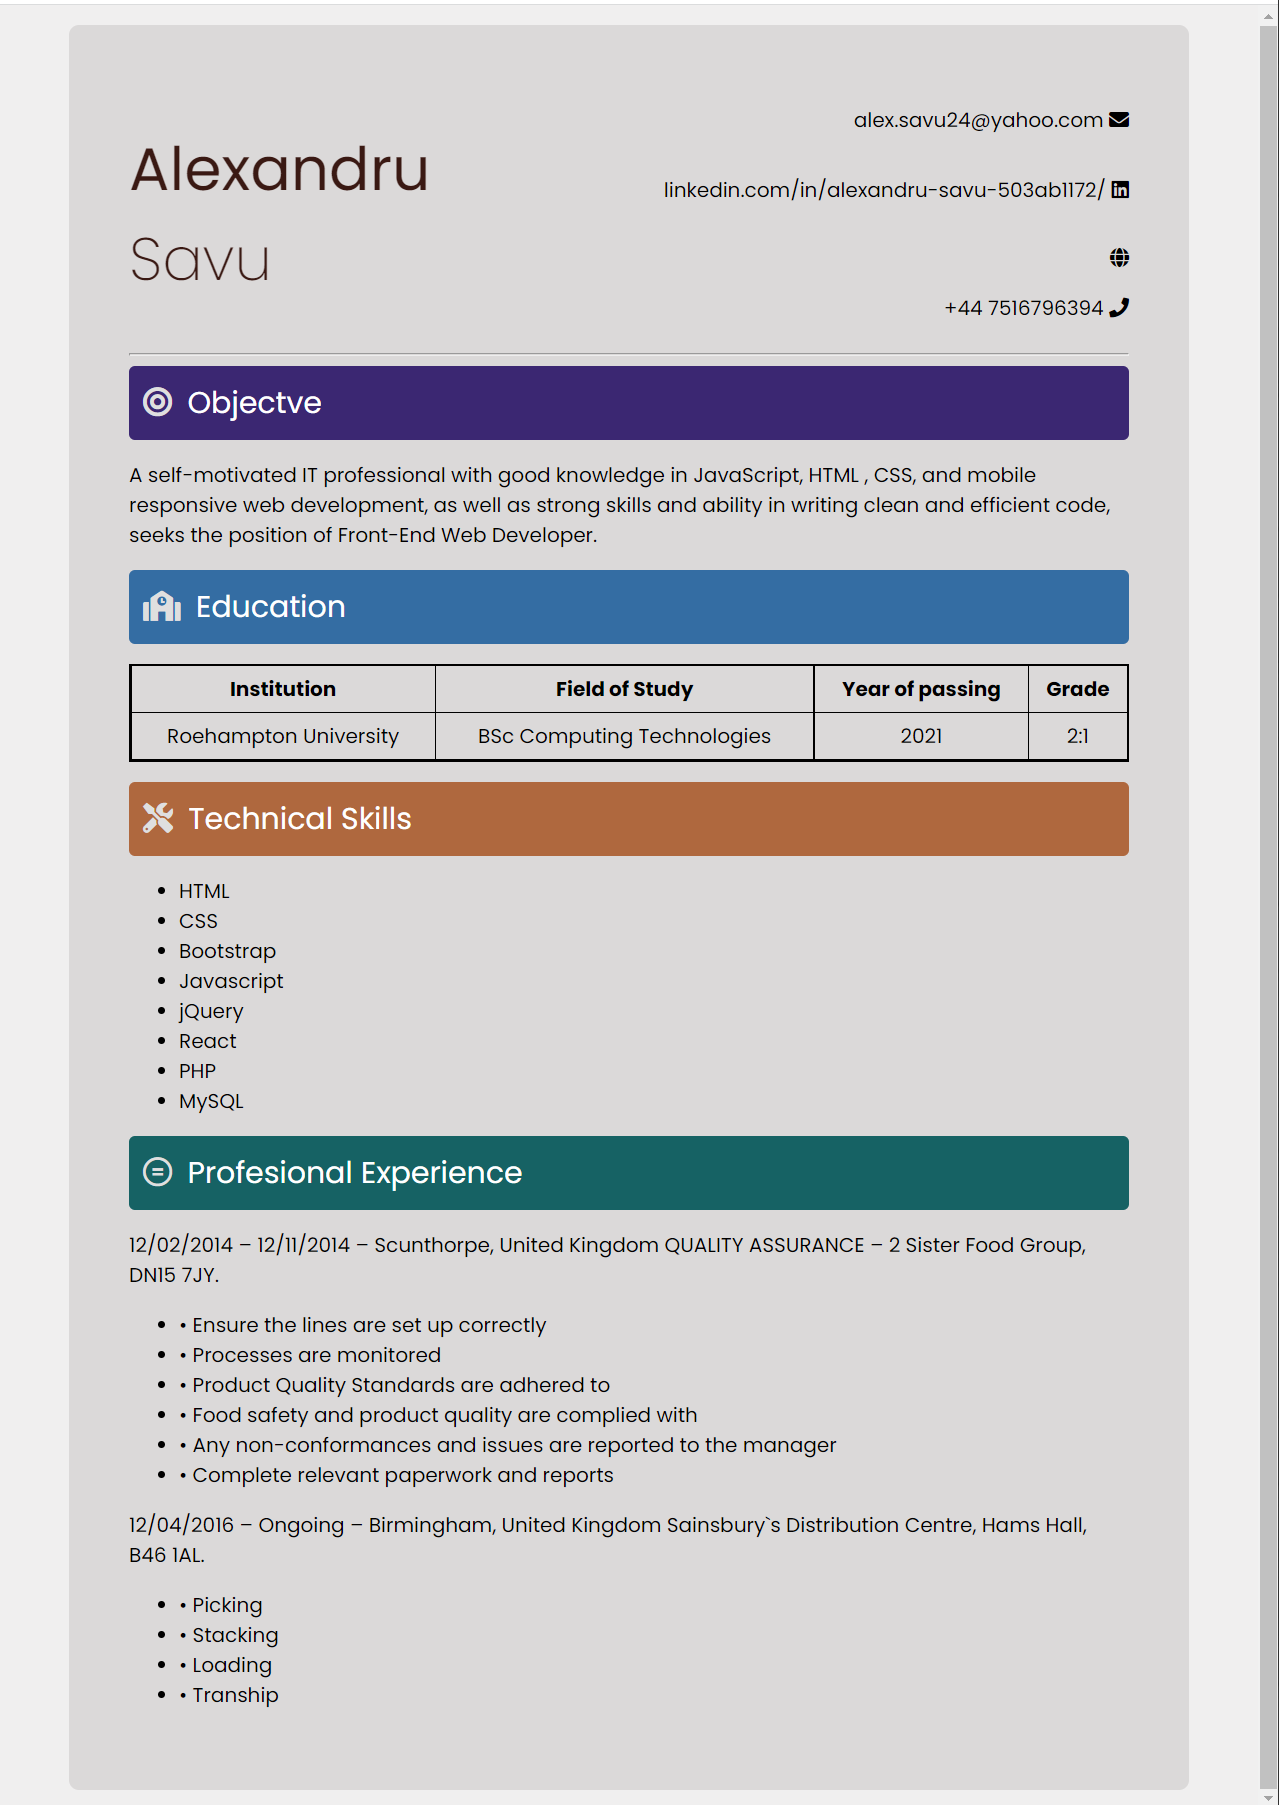 Alexandru
Savu
alex.savu24@yahoo.com
linkedin.com/in/alexandru-savu-503ab1172/
+44 7516796394
Objectve
A self-motivated IT professional with good knowledge in JavaScript, HTML , CSS, and mobile
responsive web development, as well as strong skills and ability in writing clean and efficient code,
seeks the position of Front-End Web Developer.
Education
Institution Field of Study Year of passing Grade
Roehampton University BSc Computing Technologies 2021 2:1
Technical Skills
• HTML
• CSS
• Bootstrap
• Javascript
• jQuery
• React
• PHP
• MySQL
Profesional Experience
12/02/2014 – 12/11/2014 – Scunthorpe, United Kingdom QUALITY ASSURANCE – 2 Sister Food Group,
DN15 7JY.
• • Ensure the lines are set up correctly
• • Processes are monitored
• • Product Quality Standards are adhered to
• • Food safety and product quality are complied with
• • Any non-conformances and issues are reported to the manager
• • Complete relevant paperwork and reports
12/04/2016 – Ongoing – Birmingham, United Kingdom Sainsbury`s Distribution Centre, Hams Hall,
B46 1AL.
• • Picking
• • Stacking
• • Loading
• • Tranship